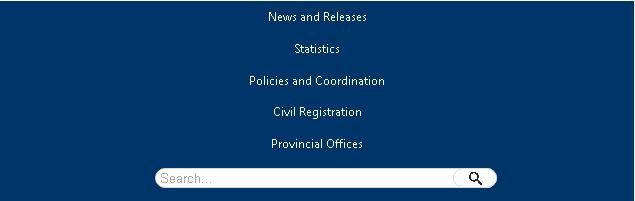 News and Releases
Statistics
Policies and Coordination
Civil Registration
Provincial Offices
Search...